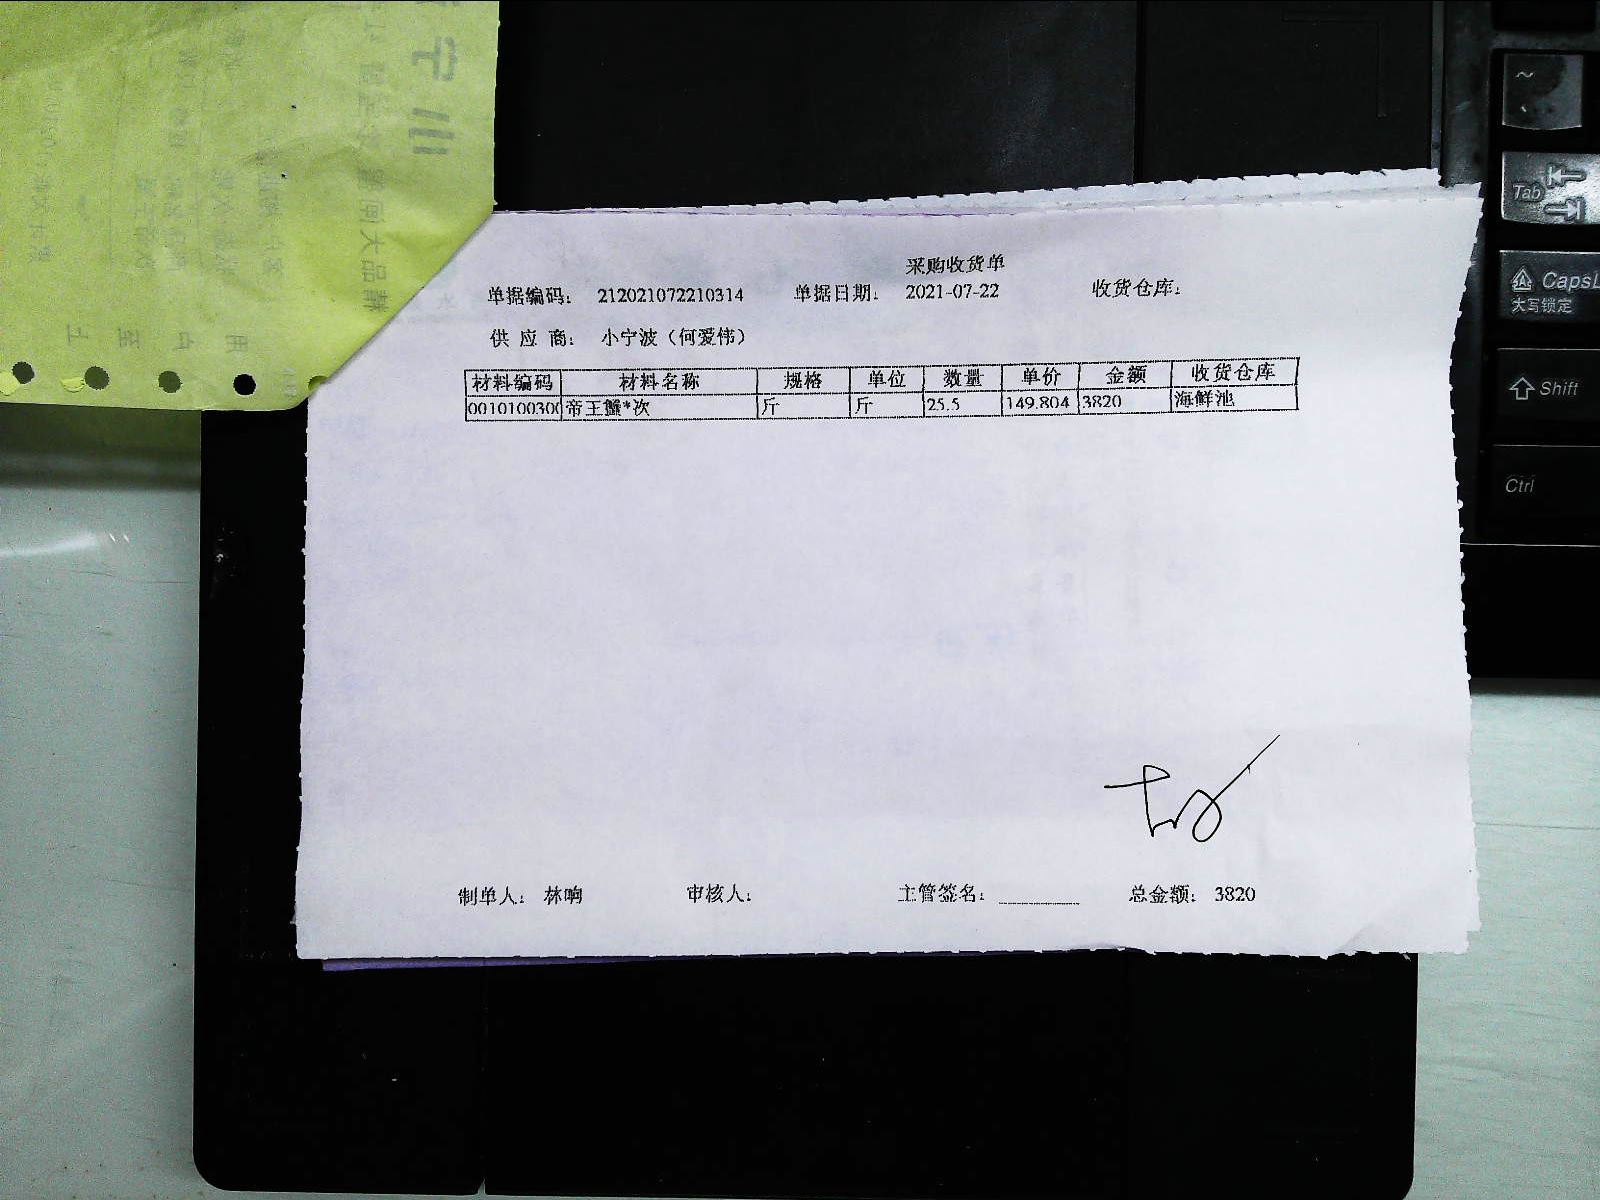 采购收货单
单据编码: 212021072210314 单据日期: 2021-07-22 收货仓库:
供 应 商: 小宁波（何爱伟）
材料编码 材料名称 规格 单位 数量 单价 金额 收货仓库
0010100300 帝王蟹*次 斤 斤 25.5 149.804 3820 海鲜池
制单人: 林响 审核人: 主管签名: 总金额: 3820
~
Tab
CapsL
大写锁定
Shift
Ctrl